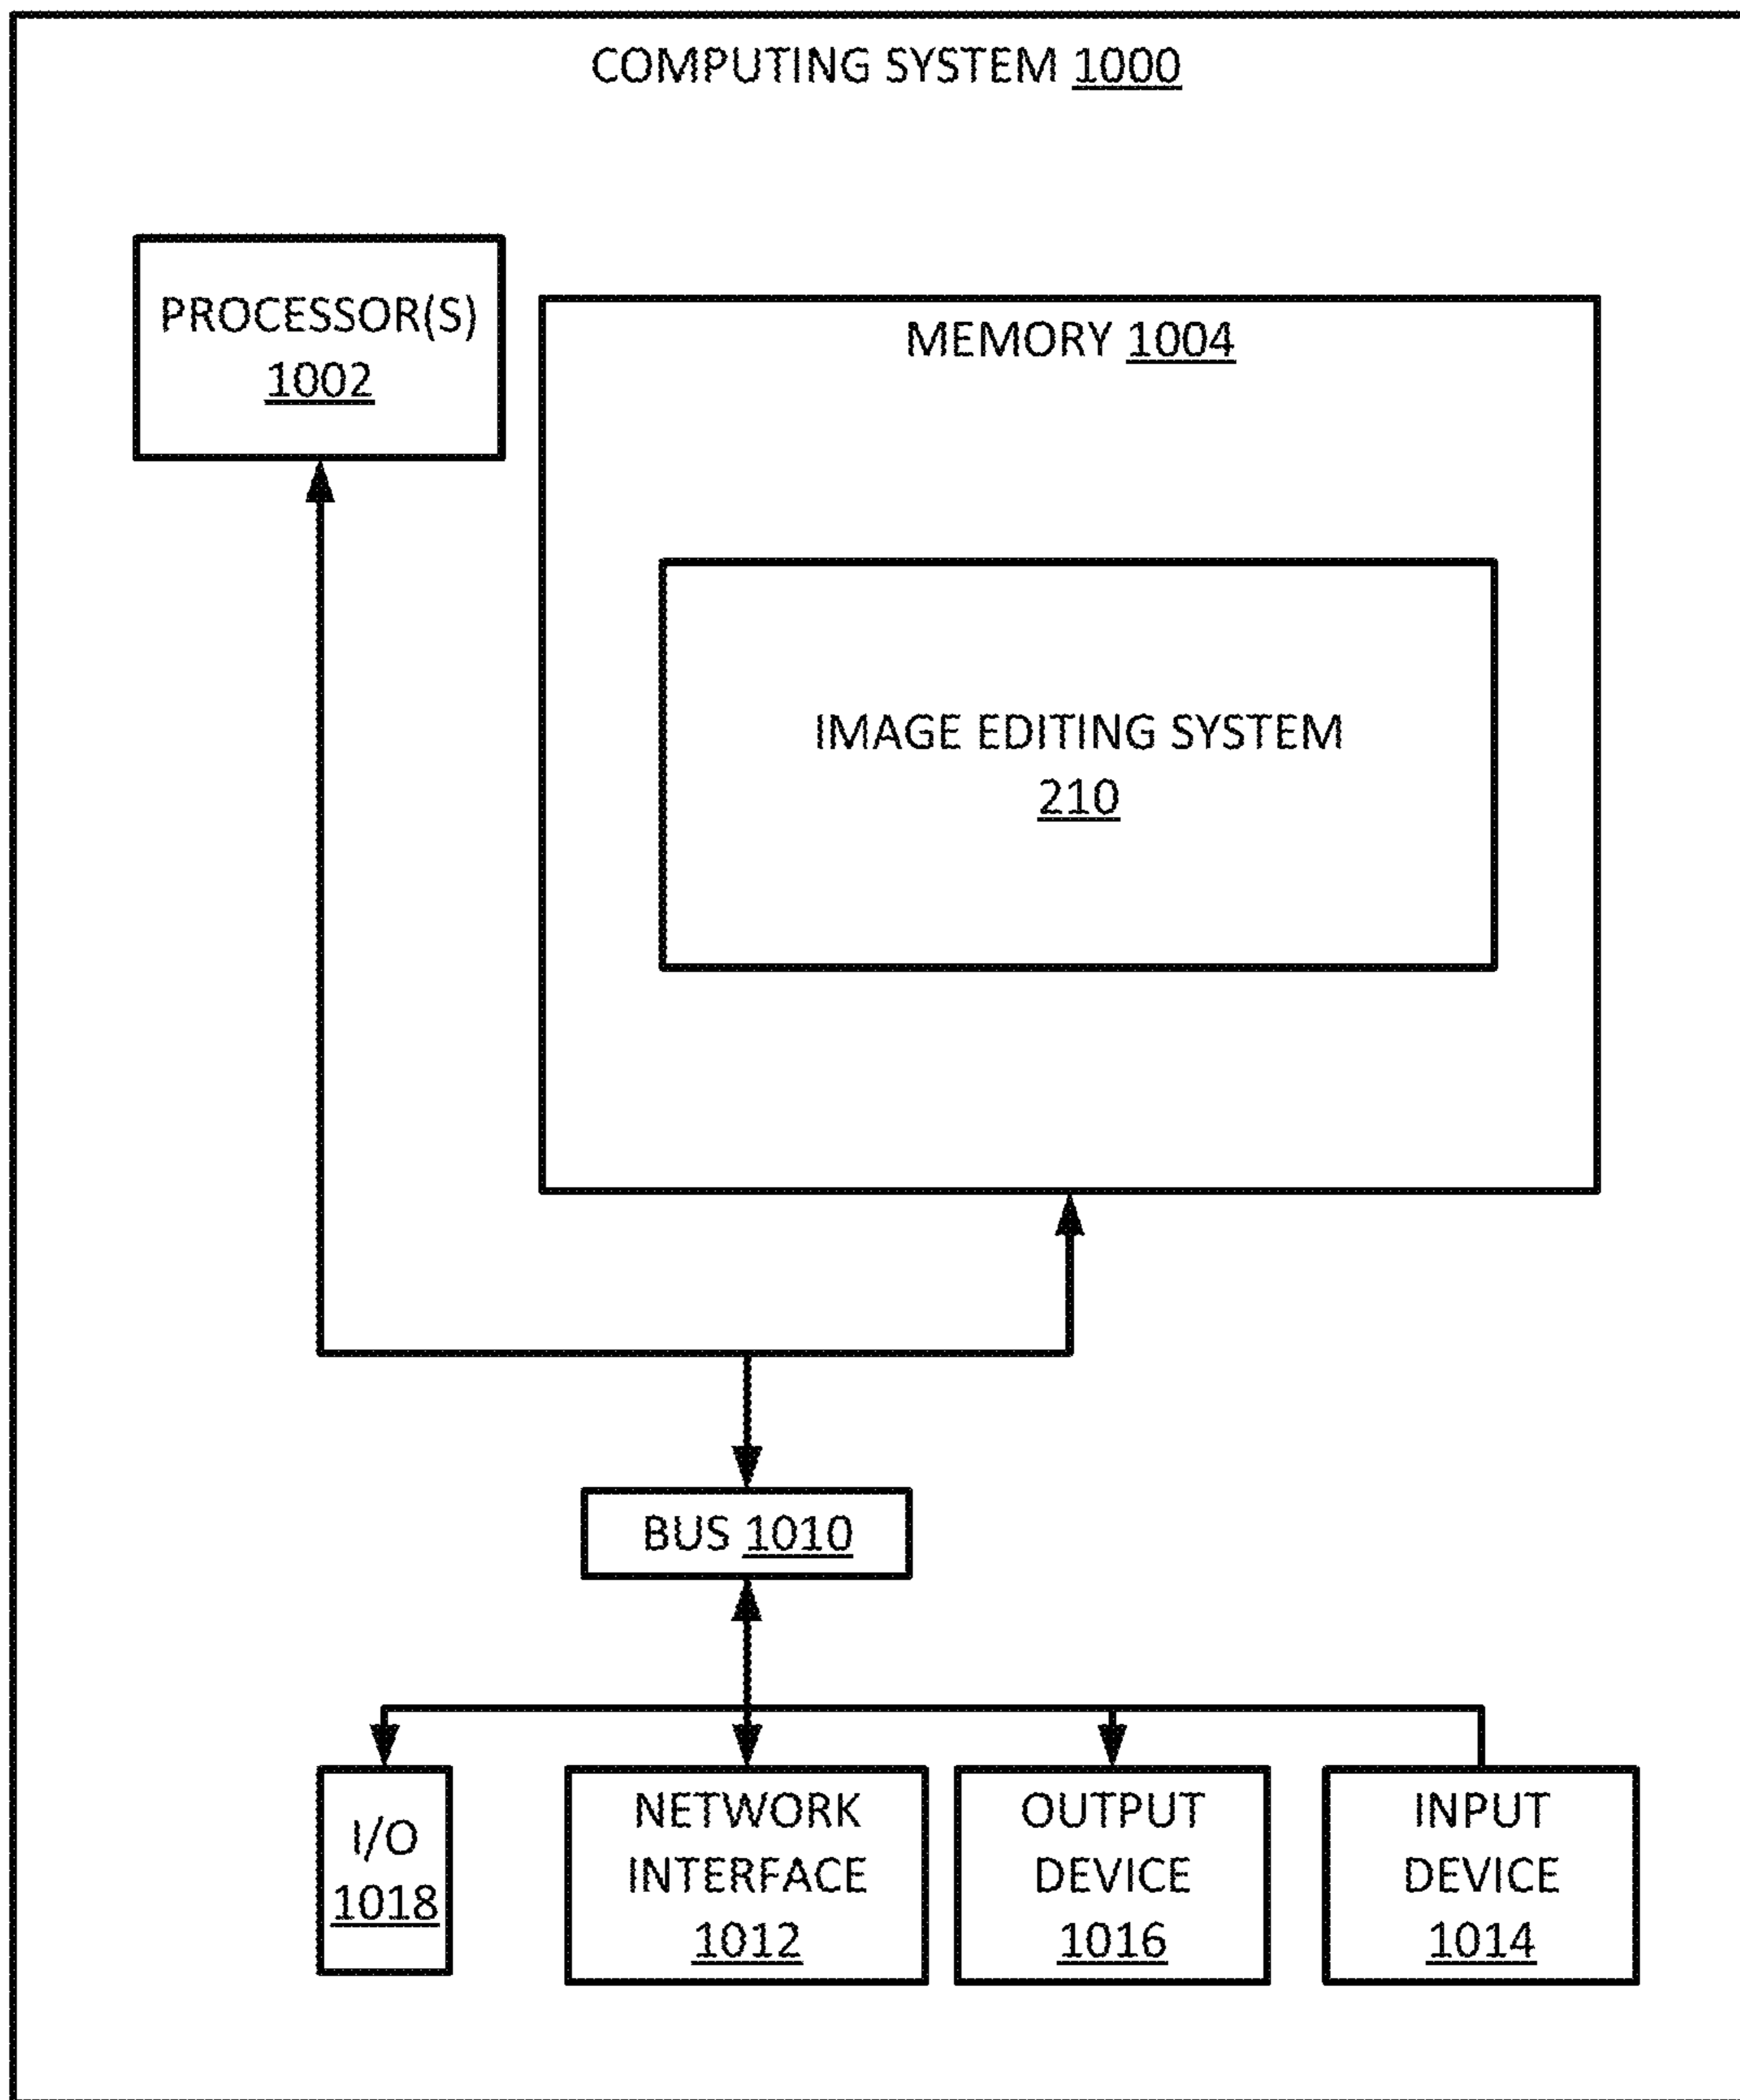 COMPUTING SYSTEM 1000
PROCESSOR(S)
1002
MEMORY 1004
IMAGE EDITING SYSTEM
210
BUS 1010
I/O
1018
NETWORK
INTERFACE
1012
OUTPUT
DEVICE
1016
INPUT
DEVICE
1014